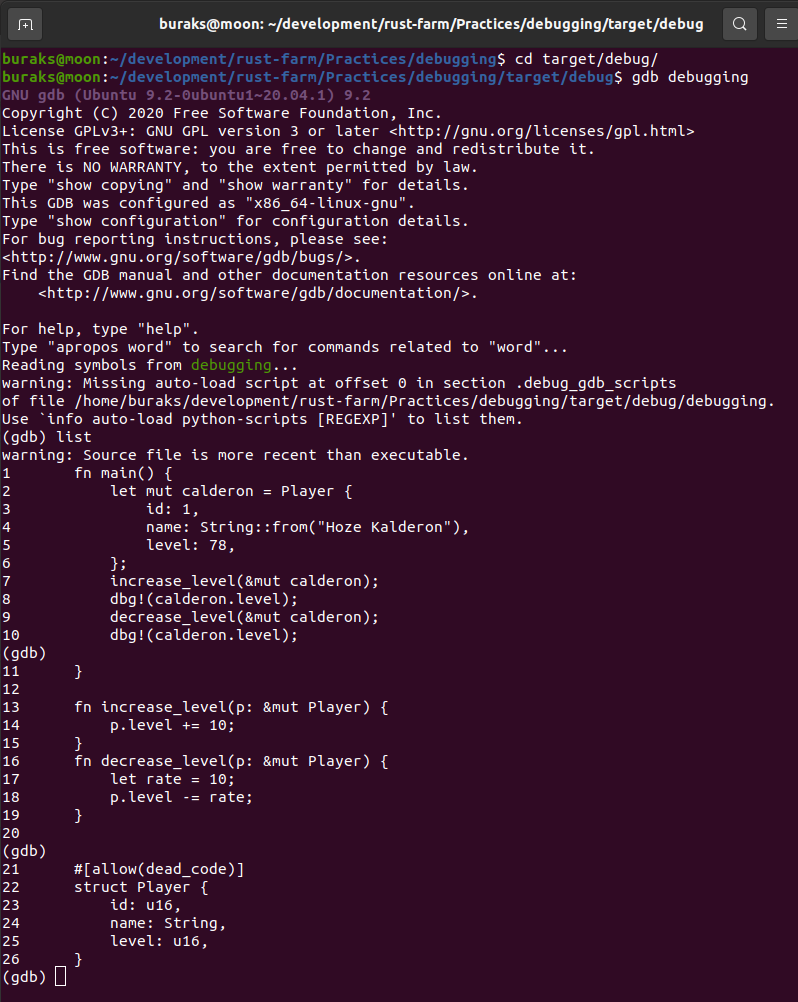 buraks@moon: ~/development/rust-farm/Practices/debugging/target/debug
buraks@moon:~/development/rust-farm/Practices/debugging$ cd target/debug/
buraks@moon:~/development/rust-farm/Practices/debugging/target/debug$ gdb debugging
GNU gdb (Ubuntu 9.2-0ubuntu1~20.04.1) 9.2
Copyright (C) 2020 Free Software Foundation, Inc.
License GPLv3+: GNU GPL version 3 or later <http://gnu.org/licenses/gpl.html>
This is free software: you are free to change and redistribute it.
There is NO WARRANTY, to the extent permitted by law.
Type "show copying" and "show warranty" for details.
This GDB was configured as "x86_64-linux-gnu".
Type "show configuration" for configuration details.
For bug reporting instructions, please see:
<http://www.gnu.org/software/gdb/bugs/>.
Find the GDB manual and other documentation resources online at:
    <http://www.gnu.org/software/gdb/documentation/>.

For help, type "help".
Type "apropos word" to search for commands related to "word"...
Reading symbols from debugging...
warning: Missing auto-load script at offset 0 in section .debug_gdb_scripts
of file /home/buraks/development/rust-farm/Practices/debugging/target/debug/debugging.
Use `info auto-load python-scripts [REGEXP]' to list them.
(gdb) list
warning: Source file is more recent than executable.
1       fn main() {
2           let mut calderon = Player {
3               id: 1,
4               name: String::from("Hoze Kalderon"),
5               level: 78,
6           };
7           increase_level(&mut calderon);
8           dbg!(calderon.level);
9           decrease_level(&mut calderon);
10          dbg!(calderon.level);
(gdb)
11      }
12
13      fn increase_level(p: &mut Player) {
14          p.level += 10;
15      }
16      fn decrease_level(p: &mut Player) {
17          let rate = 10;
18          p.level -= rate;
19      }
20
(gdb)
21      #[allow(dead_code)]
22      struct Player {
23          id: u16,
24          name: String,
25          level: u16,
26      }
(gdb)